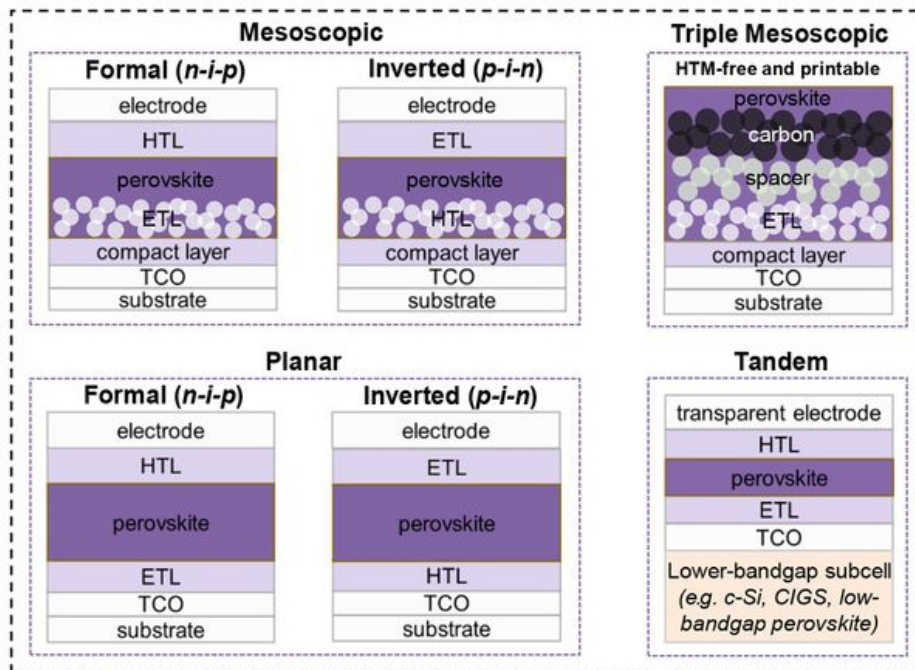 Mesoscopic
Formal (n-i-p)
electrode
HTL
perovskite
ETL
compact layer
TCO
substrate
Inverted (p-i-n)
electrode
ETL
perovskite
HTL
compact layer
TCO
substrate
Triple Mesoscopic
HTM-free and printable
perovskite
carbon
spacer
ETL
compact layer
TCO
substrate
Planar
Formal (n-i-p)
electrode
HTL
perovskite
ETL
TCO
substrate
Inverted (p-i-n)
electrode
ETL
perovskite
HTL
TCO
substrate
Tandem
transparent electrode
HTL
perovskite
ETL
TCO
Lower-bandgap subcell
(e.g. c-Si, CIGS, low-
bandgap perovskite)